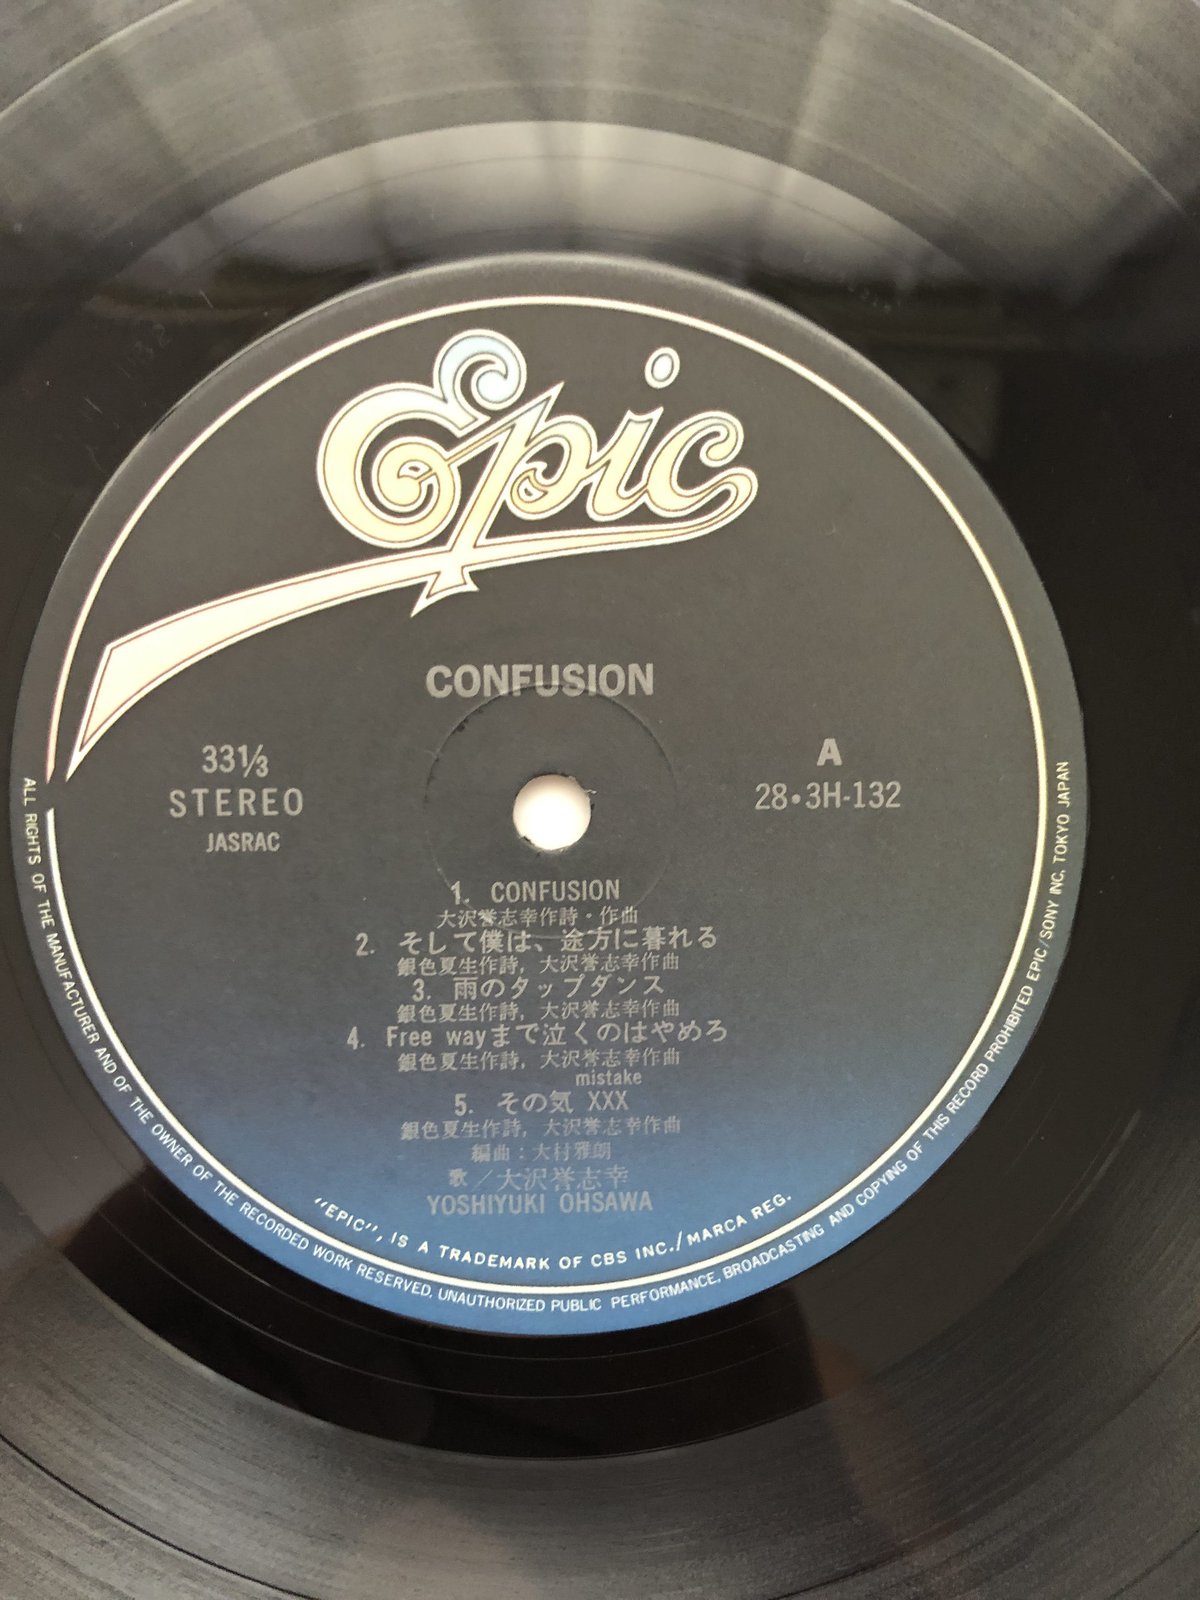 Epic
CONFUSION
33 1/3
STEREO
JASRAC
A
28・3H-132
1. CONFUSION
大沢誉志幸作詩・作曲
2. そして僕は、途方に暮れる
銀色夏生作詩, 大沢誉志幸作曲
3. 雨のタップダンス
銀色夏生作詩, 大沢誉志幸作曲
4. Free wayまで泣くのはやめろ
銀色夏生作詩, 大沢誉志幸作曲
mistake
5. その気 XXX
銀色夏生作詩, 大沢誉志幸作曲
編曲：大村雅朗
歌／大沢誉志幸
YOSHIYUKI OHSAWA
"EPIC", IS A TRADEMARK OF CBS INC./MARCA REG.
ALL RIGHTS OF THE MANUFACTURER AND OF THE OWNER OF THE RECORDED WORK RESERVED. UNAUTHORIZED PUBLIC PERFORMANCE, BROADCASTING AND COPYING OF THIS RECORD PROHIBITED EPIC/SONY INC. TOKYO JAPAN